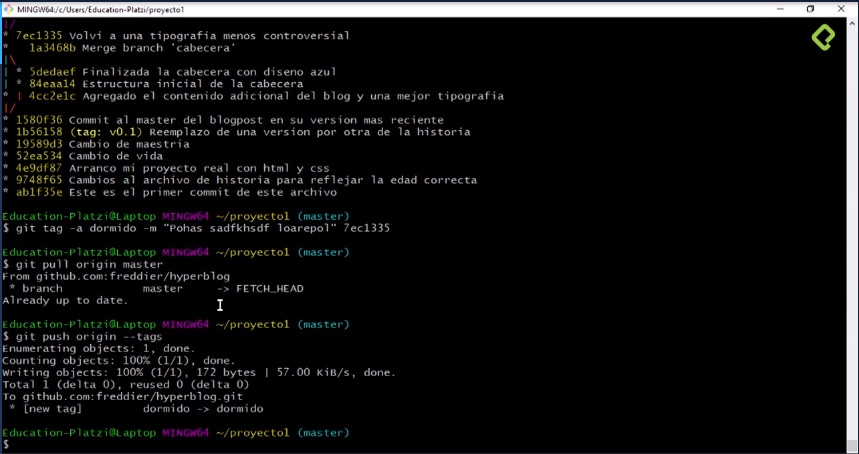 MINGW64:/c/Users/Education-Platzi/proyecto1
|/
* 7ec1335 Volvi a una tipografia menos controversial
*   1a3468b Merge branch 'cabecera'
|\
| * 5dedaef Finalizada la cabecera con diseno azul
| * 84eaa14 Estructura inicial de la cabecera
* | 4cc2e1c Agregado el contenido adicional del blog y una mejor tipografia
|/
* 1580f36 Commit al master del blogpost en su version mas reciente
* 1b56158 (tag: v0.1) Reemplazo de una version por otra de la historia
* 19589d3 Cambio de maestria
* 52ea534 Cambio de vida
* 4e9df87 Arranco mi proyecto real con html y css
* 9748f65 Cambios al archivo de historia para reflejar la edad correcta
* ab1f35e Este es el primer commit de este archivo
Education-Platzi@Laptop MINGW64 ~/proyecto1 (master)
$ git tag -a dormido -m "Pohas sadfkhsdf loarepol" 7ec1335
Education-Platzi@Laptop MINGW64 ~/proyecto1 (master)
$ git pull origin master
From github.com:freddier/hyperblog
* branch            master     -> FETCH_HEAD
Already up to date.
Education-Platzi@Laptop MINGW64 ~/proyecto1 (master)
$ git push origin --tags
Enumerating objects: 1, done.
Counting objects: 100% (1/1), done.
Writing objects: 100% (1/1), 172 bytes | 57.00 KiB/s, done.
Total 1 (delta 0), reused 0 (delta 0)
To github.com:freddier/hyperblog.git
* [new tag]         dormido -> dormido
Education-Platzi@Laptop MINGW64 ~/proyecto1 (master)
$